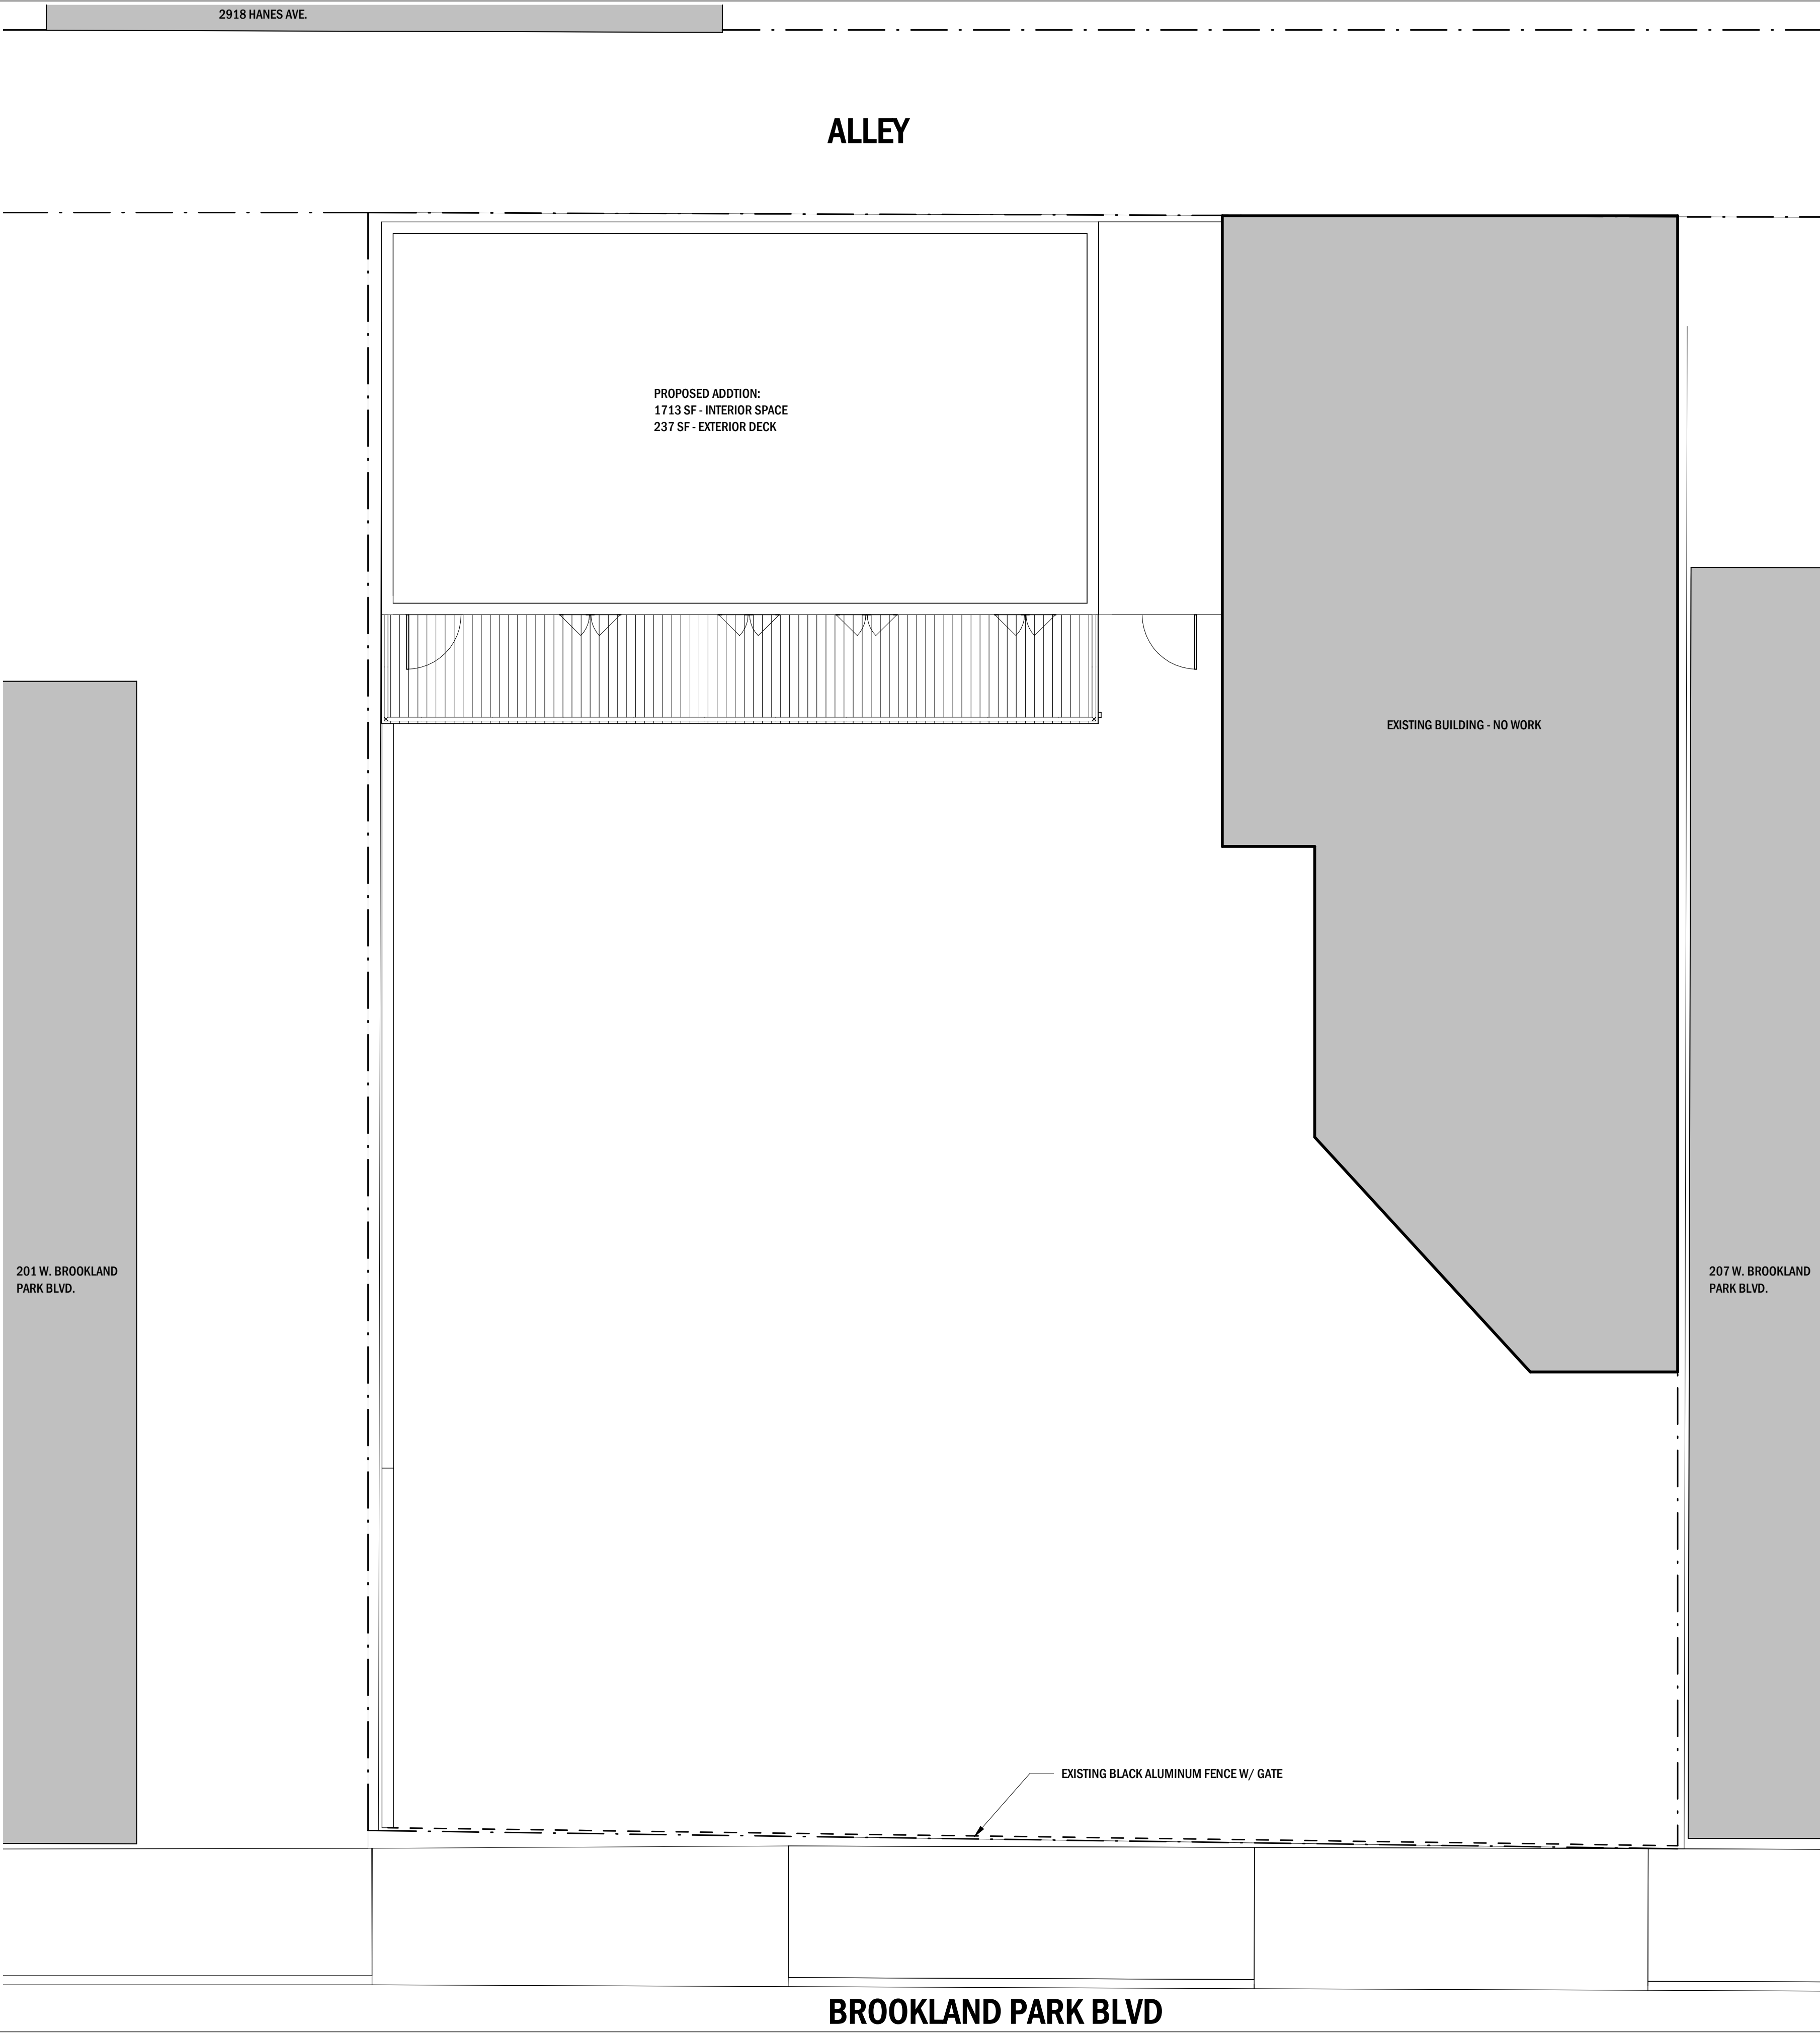 2918 HANES AVE.
ALLEY
PROPOSED ADDTION:
1713 SF - INTERIOR SPACE
237 SF - EXTERIOR DECK
EXISTING BUILDING - NO WORK
201 W. BROOKLAND
PARK BLVD.
207 W. BROOKLAND
PARK BLVD.
EXISTING BLACK ALUMINUM FENCE W/ GATE
BROOKLAND PARK BLVD